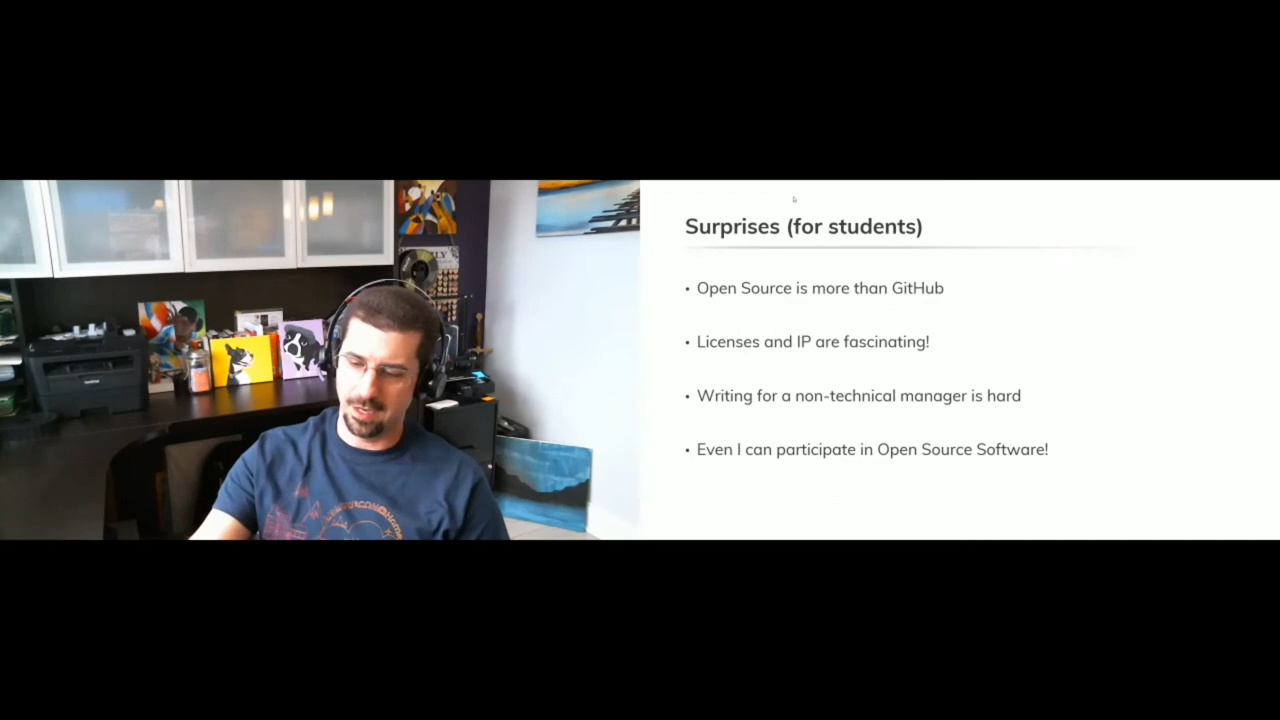 Surprises (for students)
• Open Source is more than GitHub
• Licenses and IP are fascinating!
• Writing for a non-technical manager is hard
• Even I can participate in Open Source Software!
brother